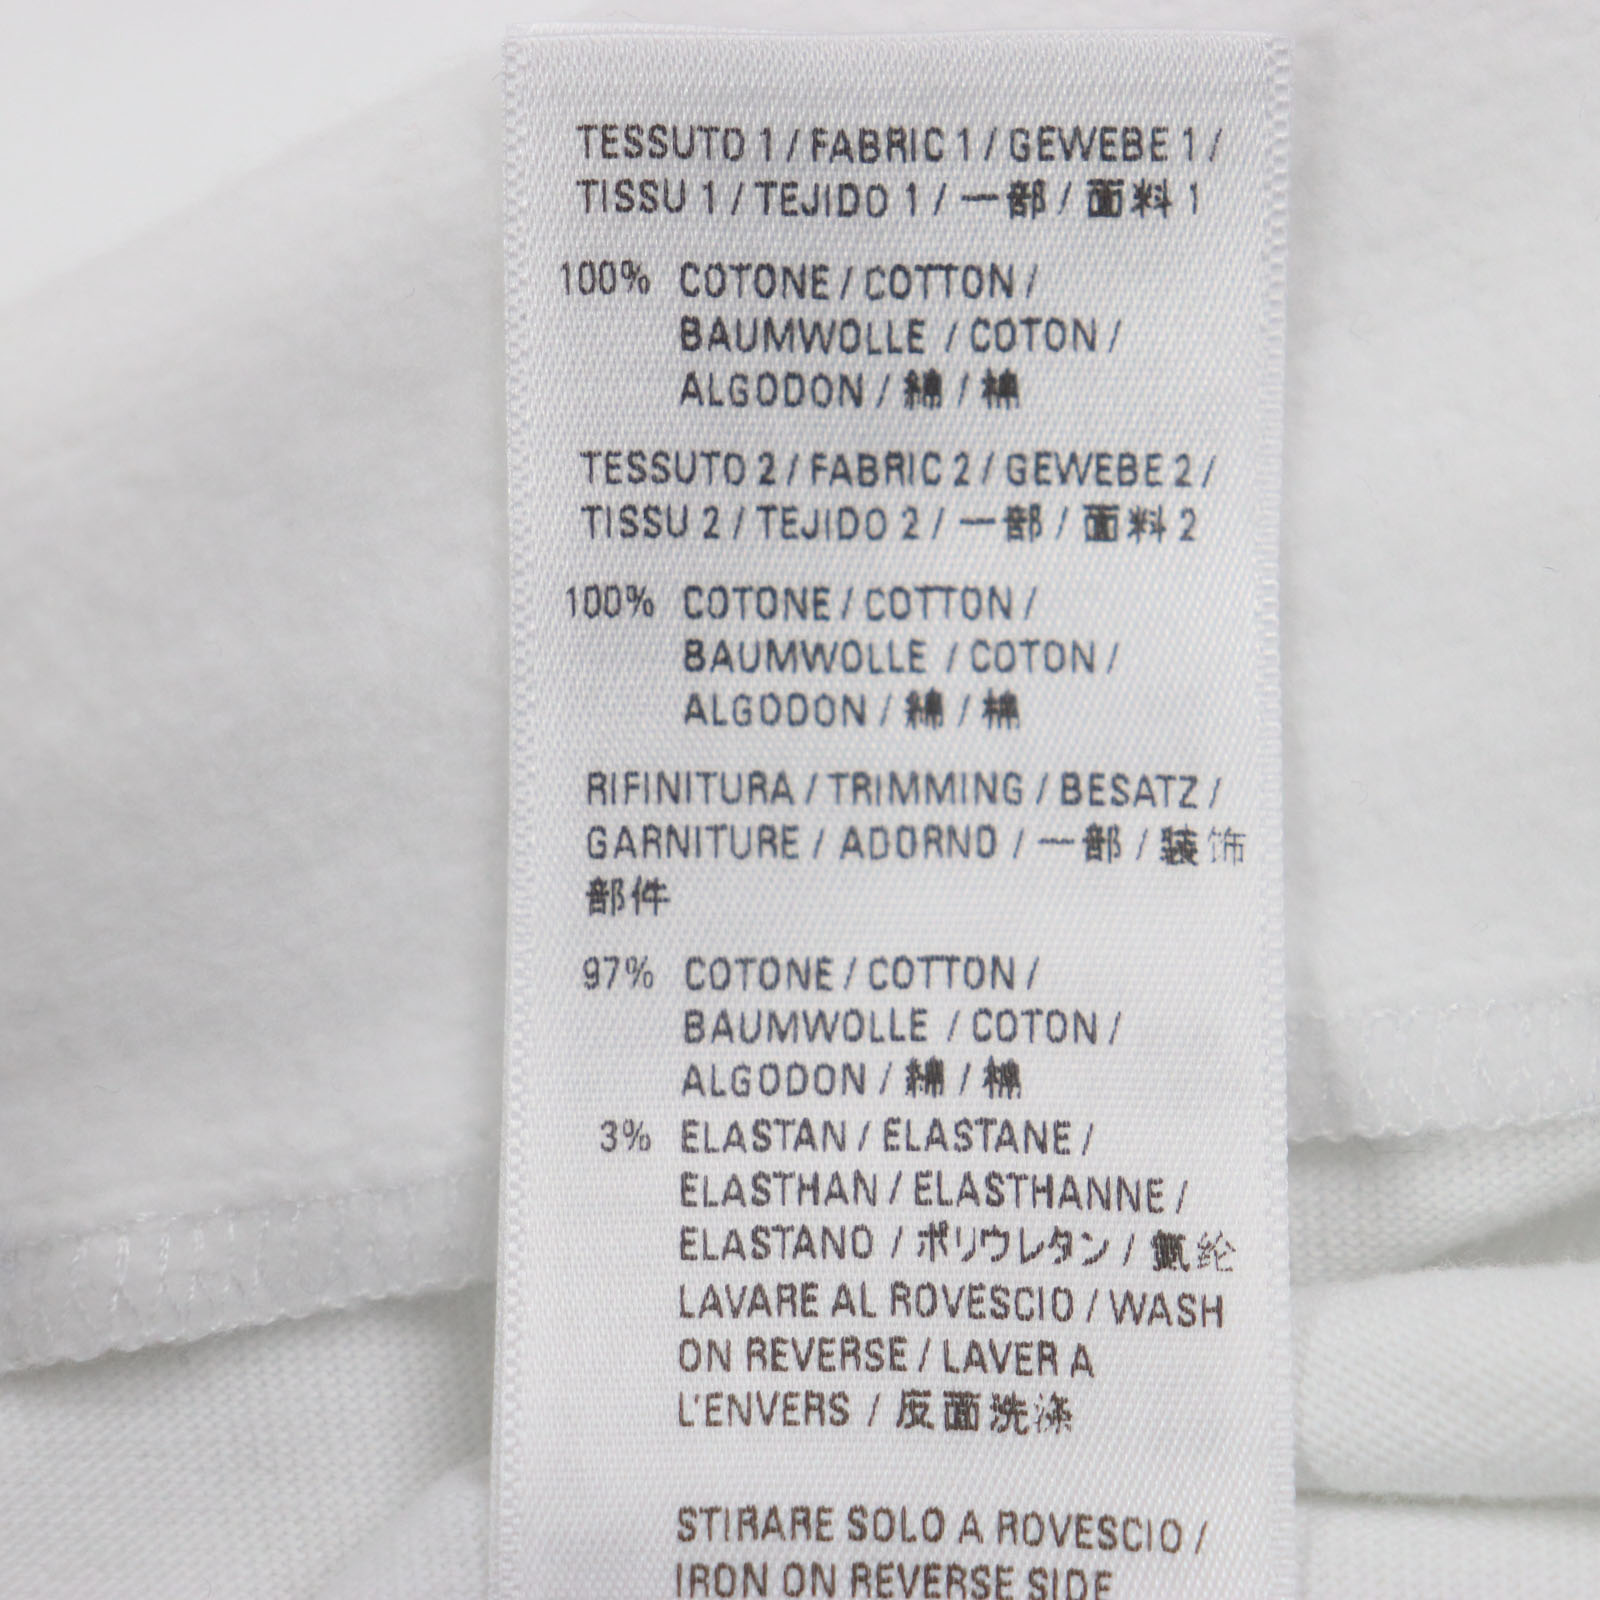 TESSUTO 1 / FABRIC 1 / GEWEBE 1 /
TISSU 1 / TEJIDO 1 / 一部 / 面料 1
100% COTONE / COTTON /
BAUMWOLLE / COTON /
ALGODON / 綿 / 棉
TESSUTO 2 / FABRIC 2 / GEWEBE 2 /
TISSU 2 / TEJIDO 2 / 一部 / 面料 2
100% COTONE / COTTON /
BAUMWOLLE / COTON /
ALGODON / 綿 / 棉
RIFINITURA / TRIMMING / BESATZ /
GARNITURE / ADORNO / 一部 / 装饰
部件
97% COTONE / COTTON /
BAUMWOLLE / COTON /
ALGODON / 綿 / 棉
3% ELASTAN / ELASTANE /
ELASTHAN / ELASTHANNE /
ELASTANO / ポリウレタン / 氨纶
LAVARE AL ROVESCIO / WASH
ON REVERSE / LAVER A
L'ENVERS / 反面洗涤
STIRARE SOLO A ROVESCIO /
IRON ON REVERSE SIDE